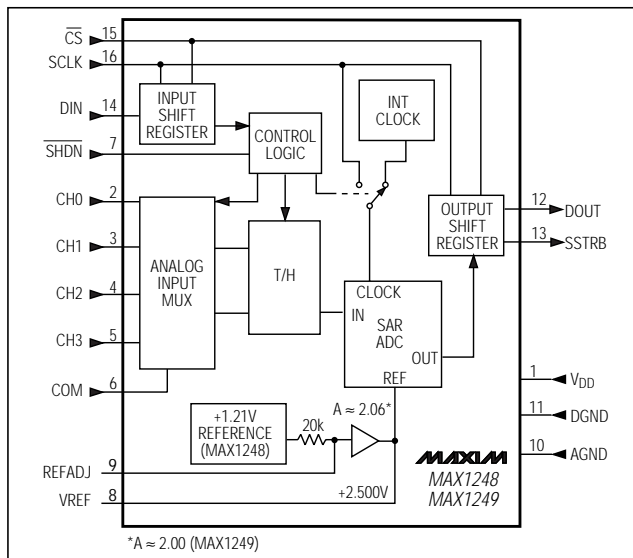 CS 15
SCLK 16
DIN 14
SHDN 7
CH0 2
CH1 3
CH2 4
CH3 5
COM 6
REFADJ 9
VREF 8
INPUT
SHIFT
REGISTER
CONTROL
LOGIC
INT
CLOCK
ANALOG
INPUT
MUX
T/H
CLOCK
IN
SAR
ADC
OUT
REF
OUTPUT
SHIFT
REGISTER
12 DOUT
13 SSTRB
1 VDD
11 DGND
10 AGND
+1.21V
REFERENCE
(MAX1248)
20k
A ≈ 2.06*
+2.500V
MAXIM
MAX1248
MAX1249
*A ≈ 2.00 (MAX1249)